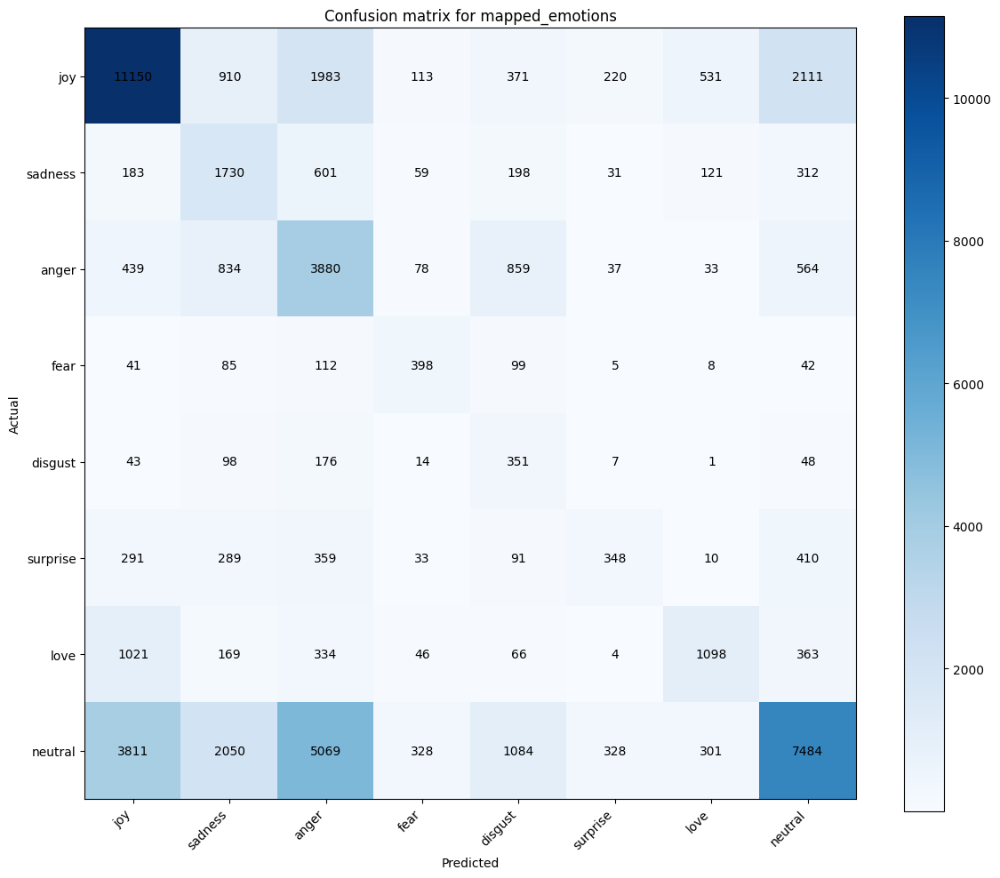 Confusion matrix for mapped_emotions
joy 11150 910 1983 113 371 220 531 2111
sadness 183 1730 601 59 198 31 121 312
anger 439 834 3880 78 859 37 33 564
fear 41 85 112 398 99 5 8 42
disgust 43 98 176 14 351 7 1 48
surprise 291 289 359 33 91 348 10 410
love 1021 169 334 46 66 4 1098 363
neutral 3811 2050 5069 328 1084 328 301 7484
joy sadness anger fear disgust surprise love neutral
Predicted
Actual
10000
8000
6000
4000
2000